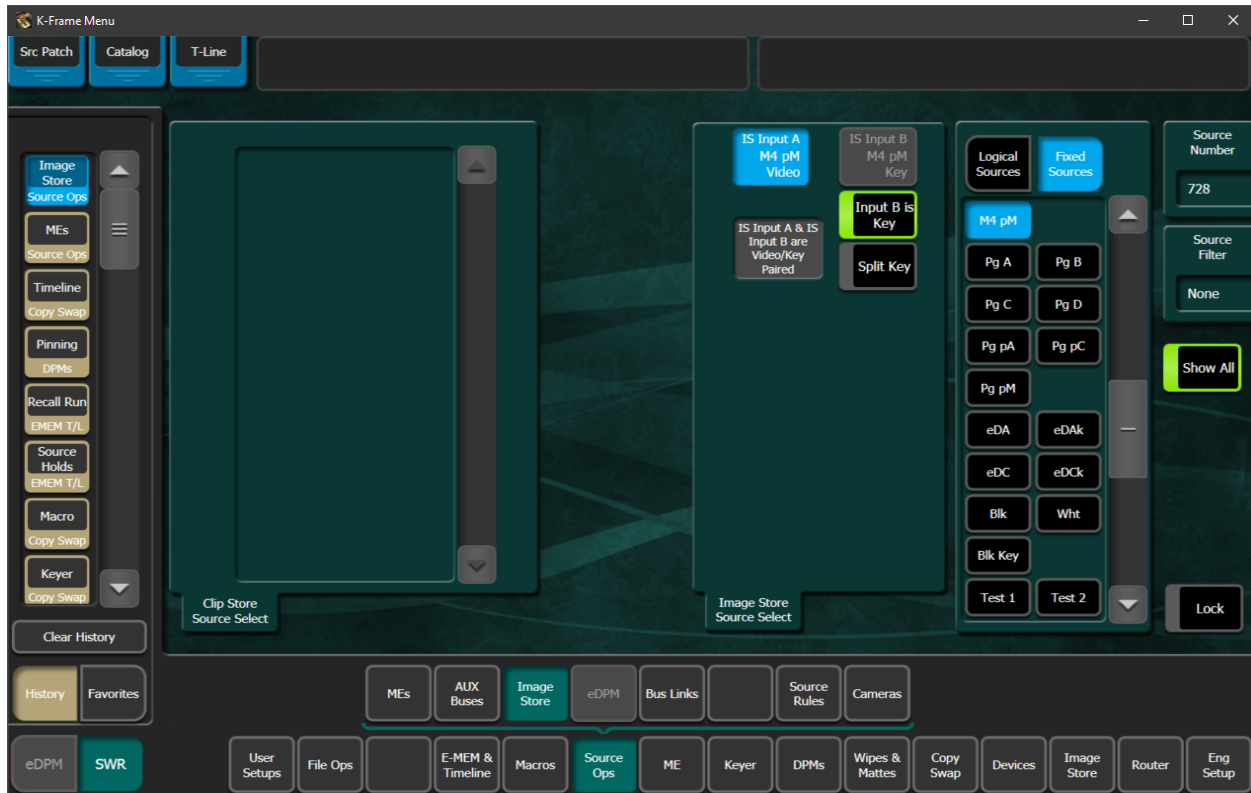 K-Frame Menu
Src Patch
Catalog
T-Line
Image
Store
Source Ops
MEs
Source Ops
Timeline
Copy Swap
Pinning
DPMs
Recall Run
EMEM T/L
Source
Holds
EMEM T/L
Macro
Copy Swap
Keyer
Copy Swap
Clear History
History
Favorites
eDPM
SWR
Clip Store
Source Select
IS Input A
M4 pM
Video
IS Input B
M4 pM
Key
Input B is
Key
IS Input A & IS
Input B are
Video/Key
Paired
Split Key
Image Store
Source Select
Logical
Sources
Fixed
Sources
M4 pM
Pg A
Pg B
Pg C
Pg D
Pg pA
Pg pC
Pg pM
eDA
eDAk
eDC
eDCk
Blk
Wht
Blk Key
Test 1
Test 2
Source
Number
728
Source
Filter
None
Show All
Lock
MEs
AUX
Buses
Image
Store
eDPM
Bus Links
Source
Rules
Cameras
User
Setups
File Ops
E-MEM &
Timeline
Macros
Source
Ops
ME
Keyer
DPMs
Wipes &
Mattes
Copy
Swap
Devices
Image
Store
Router
Eng
Setup